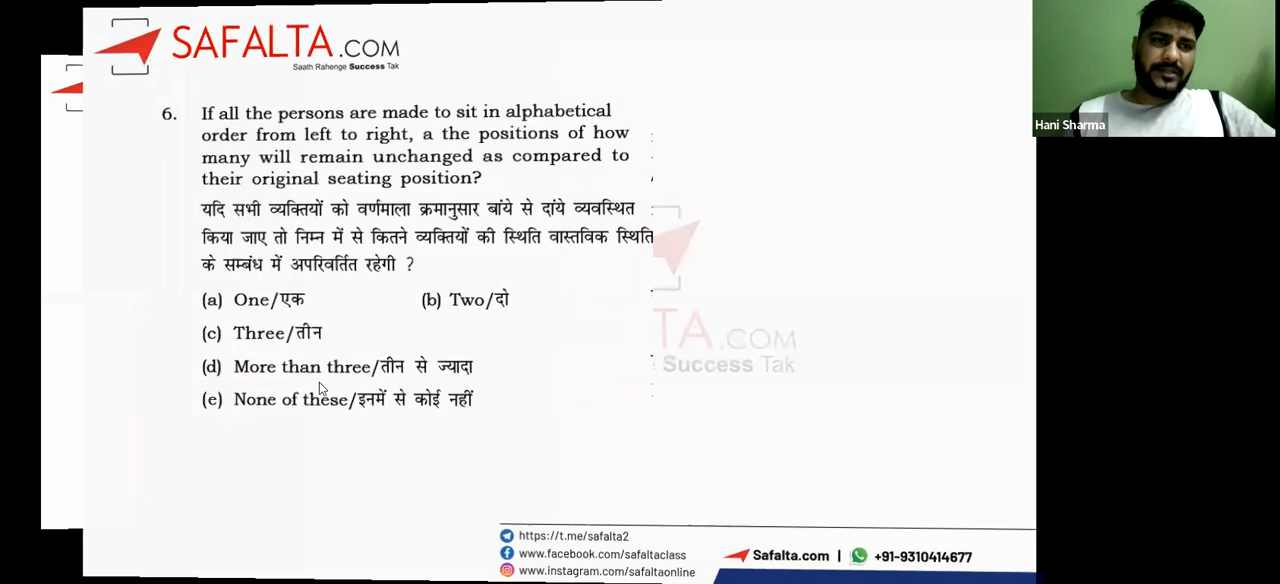 SAFALTA.COM
Saath Rahenge Success Tak
Hani Sharma
6. If all the persons are made to sit in alphabetical
order from left to right, a the positions of how
many will remain unchanged as compared to
their original seating position?
यदि सभी व्यक्तियों को वर्णमाला क्रमानुसार बांये से दांये व्यवस्थित
किया जाए तो निम्न में से कितने व्यक्तियों की स्थिति वास्तविक स्थिति
के सम्बंध में अपरिवर्तित रहेगी ?
(a) One/एक (b) Two/दो
(c) Three/तीन
(d) More than three/तीन से ज्यादा
(e) None of these/इनमें से कोई नहीं
TA.COM
Success Tak
https://t.me/safalta2
www.facebook.com/safaltaclass
www.instagram.com/safaltaonline
Safalta.com | +91-9310414677